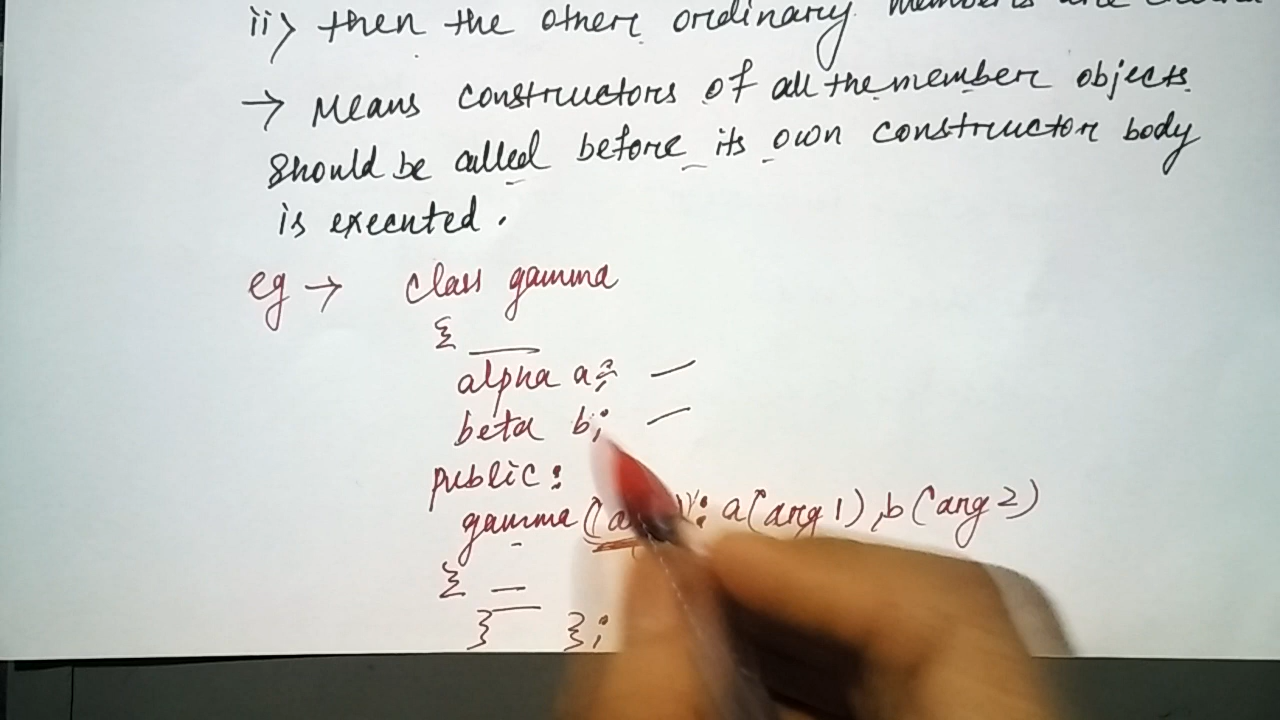 ii) then the other ordinary
→ Means constructors of all the member objects
should be called before its own constructor body
is executed.
eg → class gamma
{
alpha a;
beta b;
public:
gamma ( ): a(arg 1), b(arg 2)
{
} };